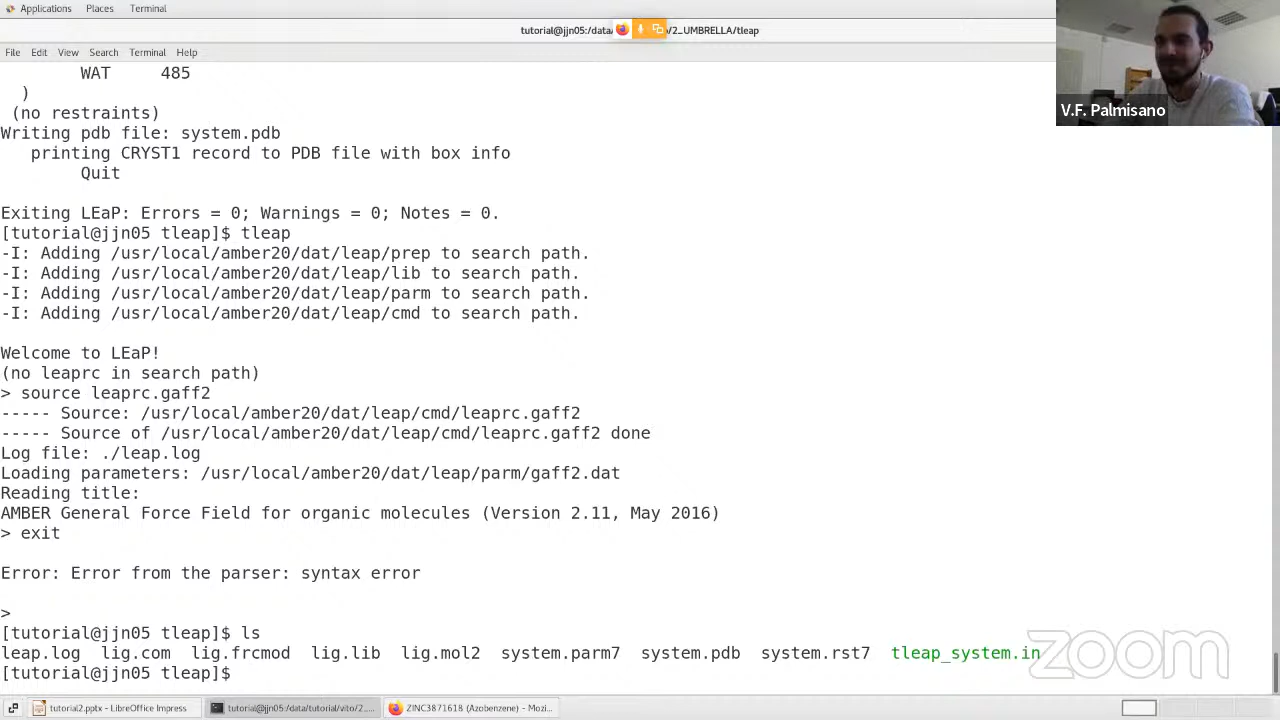 Applications Places Terminal
tutorial@jjn05:/data/ /2_UMBRELLA/tleap
File Edit View Search Terminal Help
WAT 485
)
(no restraints)
Writing pdb file: system.pdb
printing CRYST1 record to PDB file with box info
Quit
Exiting LEaP: Errors = 0; Warnings = 0; Notes = 0.
[tutorial@jjn05 tleap]$ tleap
-I: Adding /usr/local/amber20/dat/leap/prep to search path.
-I: Adding /usr/local/amber20/dat/leap/lib to search path.
-I: Adding /usr/local/amber20/dat/leap/parm to search path.
-I: Adding /usr/local/amber20/dat/leap/cmd to search path.
Welcome to LEaP!
(no leaprc in search path)
> source leaprc.gaff2
----- Source: /usr/local/amber20/dat/leap/cmd/leaprc.gaff2
----- Source of /usr/local/amber20/dat/leap/cmd/leaprc.gaff2 done
Log file: ./leap.log
Loading parameters: /usr/local/amber20/dat/leap/parm/gaff2.dat
Reading title:
AMBER General Force Field for organic molecules (Version 2.11, May 2016)
> exit
Error: Error from the parser: syntax error
>
[tutorial@jjn05 tleap]$ ls
leap.log lig.com lig.frcmod lig.lib lig.mol2 system.parm7 system.pdb system.rst7 tleap_system.in
[tutorial@jjn05 tleap]$
V.F. Palmisano
zoom
tutorial2.pptx - LibreOffice Impress tutorial@jjn05:/data/tutorial/vito/2_... ZINC3871618 (Azobenzene) - Mozi...